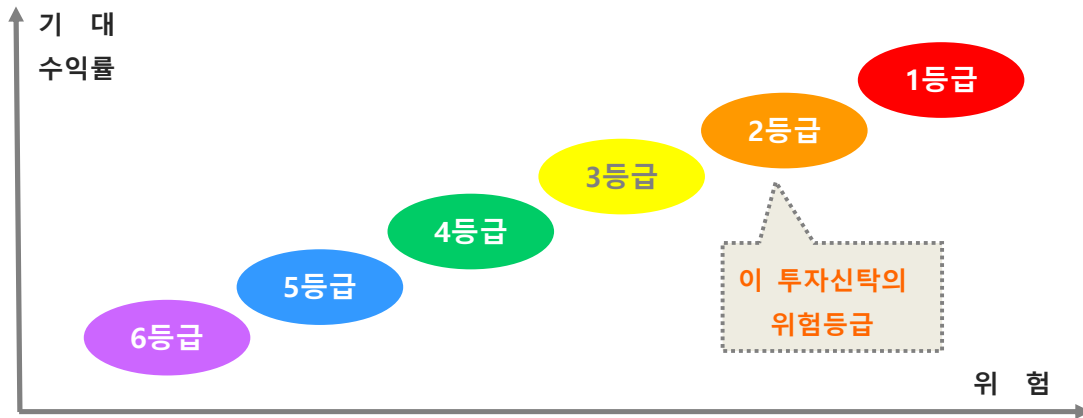 기 대
수익률
1등급
2등급
3등급
4등급
5등급
6등급
이 투자신탁의
위험등급
위 험